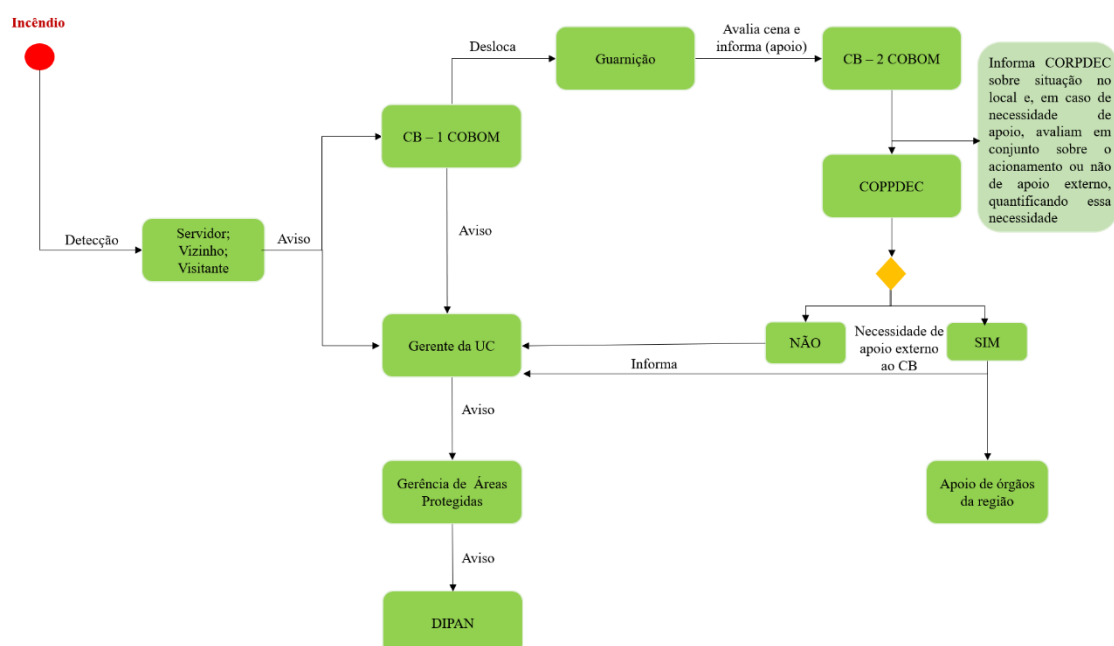 Incêndio
Detecção
Servidor;
Vizinho;
Visitante
Aviso
CB – 1 COBOM
Desloca
Guarnição
Avalia cena e
informa (apoio)
CB – 2 COBOM
Informa CORPDEC
sobre situação no
local e, em caso de
necessidade de
apoio, avaliam em
conjunto sobre o
acionamento ou não
de apoio externo,
quantificando essa
necessidade
COPPDEC
Aviso
Gerente da UC
NÃO
Necessidade de
apoio externo
ao CB
SIM
Informa
Aviso
Gerência de Áreas
Protegidas
Apoio de órgãos
da região
Aviso
DIPAN